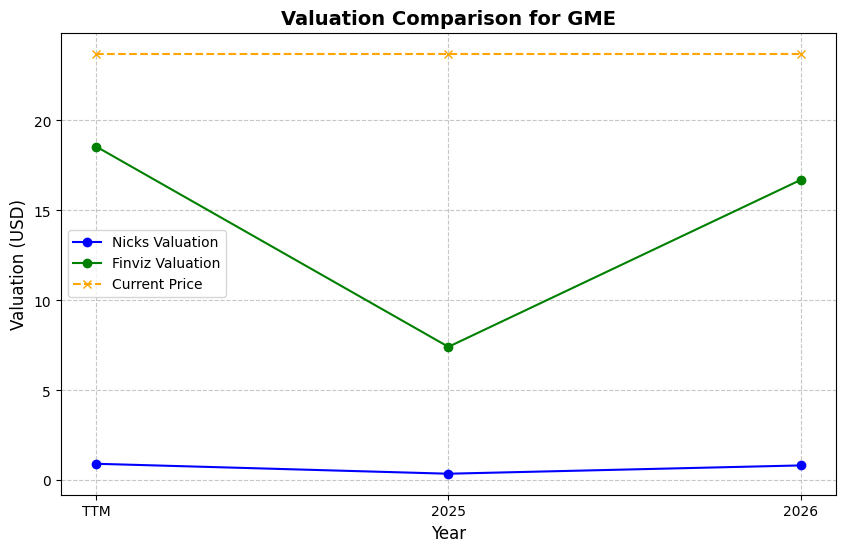 Valuation Comparison for GME
Valuation (USD)
20
15
10
5
0
Nicks Valuation
Finviz Valuation
Current Price
TTM
2025
2026
Year